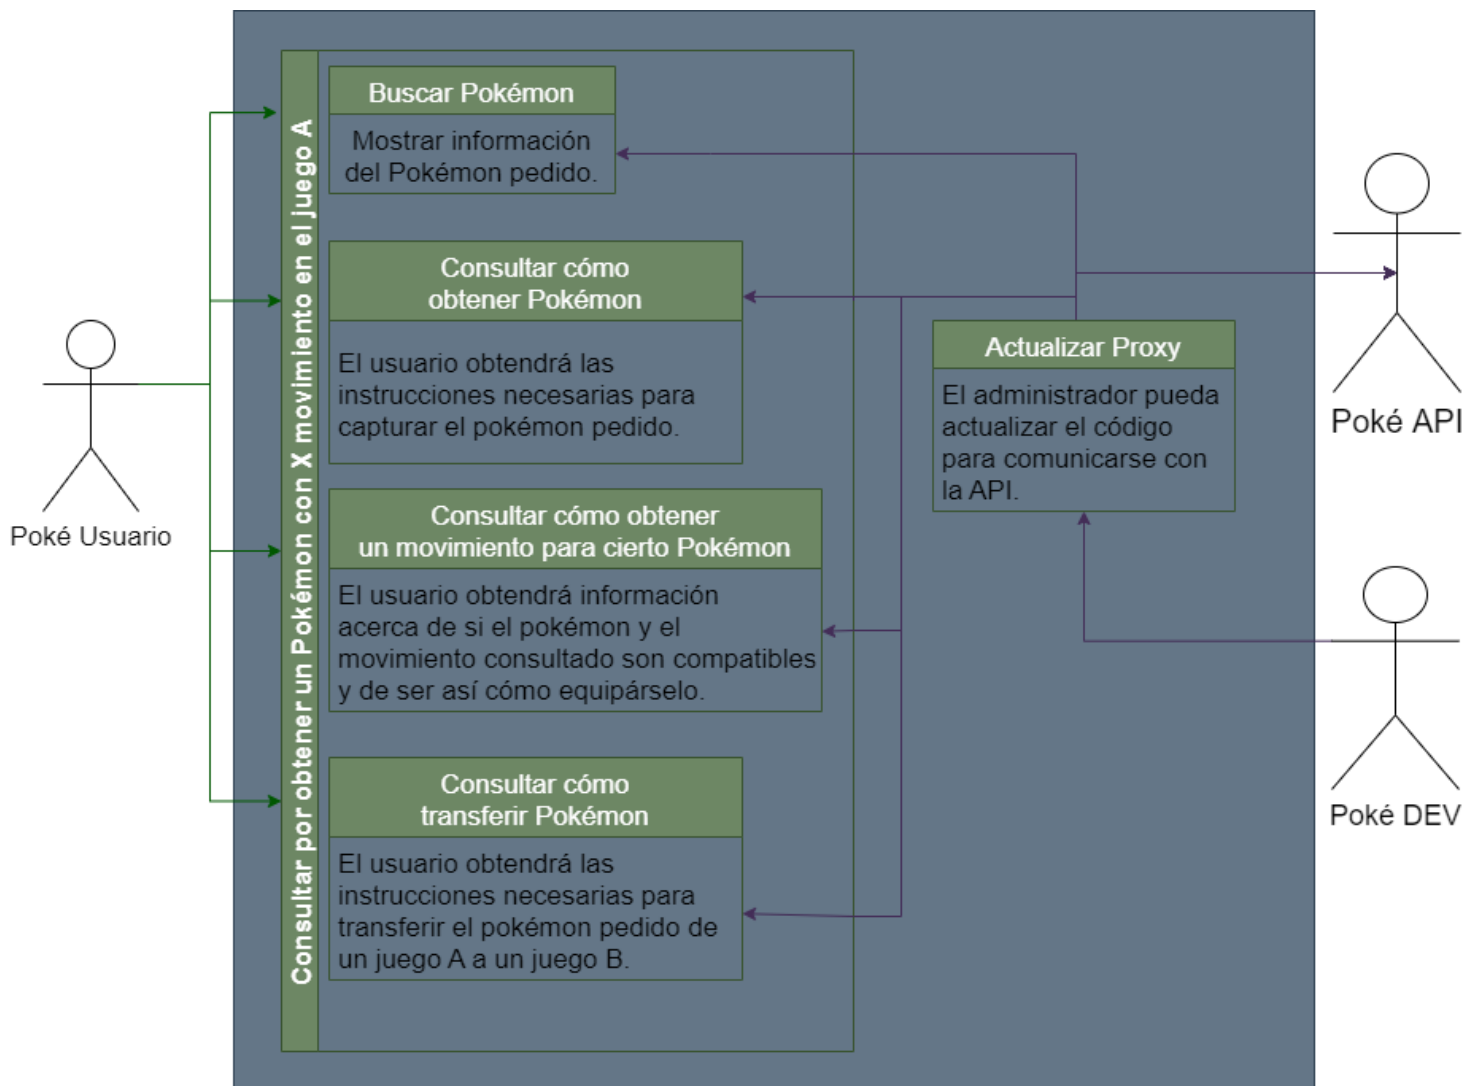 Poké Usuario
Consultar por obtener un Pokémon con X movimiento en el juego A
Buscar Pokémon
Mostrar información
del Pokémon pedido.
Consultar cómo
obtener Pokémon
El usuario obtendrá las
instrucciones necesarias para
capturar el pokémon pedido.
Consultar cómo obtener
un movimiento para cierto Pokémon
El usuario obtendrá información
acerca de si el pokémon y el
movimiento consultado son compatibles
y de ser así cómo equipárselo.
Consultar cómo
transferir Pokémon
El usuario obtendrá las
instrucciones necesarias para
transferir el pokémon pedido de
un juego A a un juego B.
Actualizar Proxy
El administrador pueda
actualizar el código
para comunicarse con
la API.
Poké API
Poké DEV